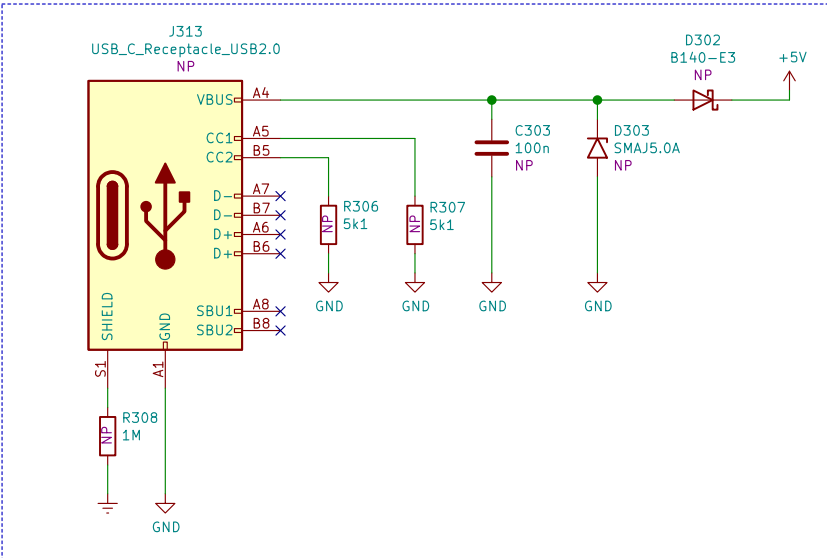 J313
USB_C_Receptacle_USB2.0
NP
D302
B140-E3
NP
+5V
VBUS
A4
CC1
A5
CC2
B5
C303
100n
NP
D303
SMAJ5.0A
NP
D-
A7
D-
B7
D+
A6
D+
B6
NP
R306
5k1
NP
R307
5k1
GND
GND
GND
GND
SBU1
A8
SBU2
B8
SHIELD
GND
S1
A1
NP
R308
1M
GND